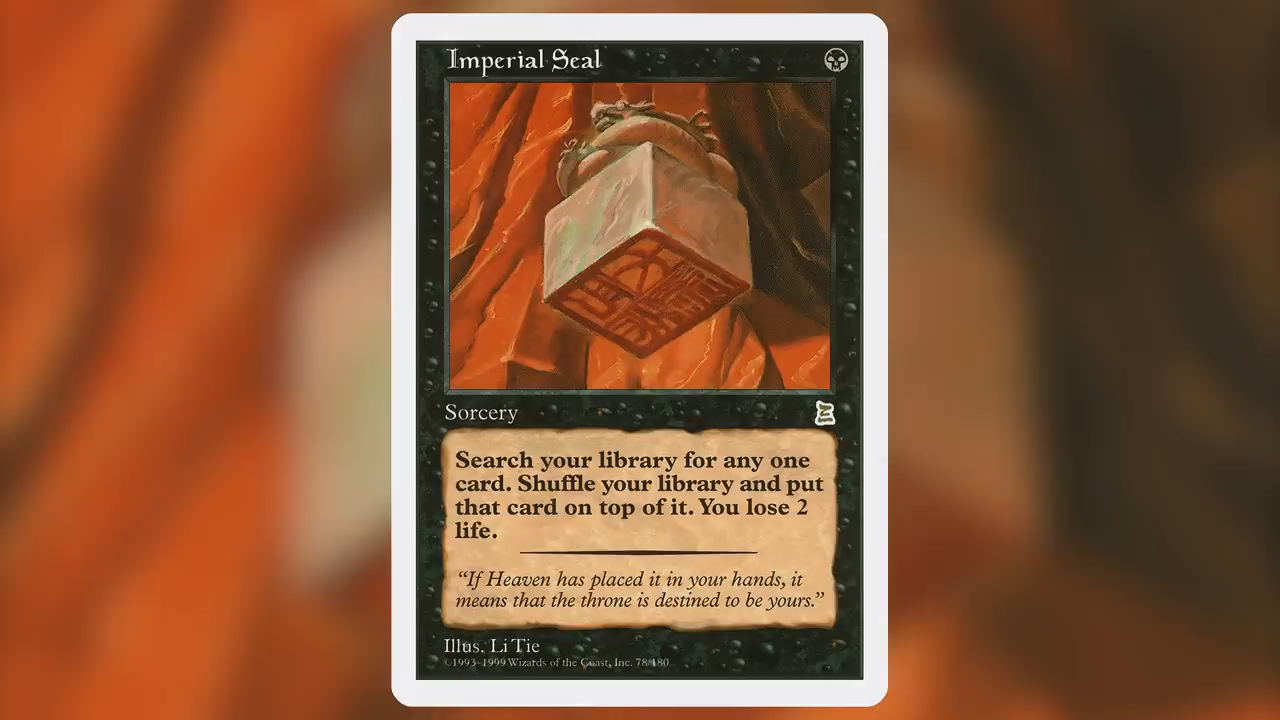 Imperial Seal
Sorcery
Search your library for any one
card. Shuffle your library and put
that card on top of it. You lose 2
life.
“If Heaven has placed it in your hands, it
means that the throne is destined to be yours.”
Illus. Li Tie
©1993–1999 Wizards of the Coast, Inc. 78/180